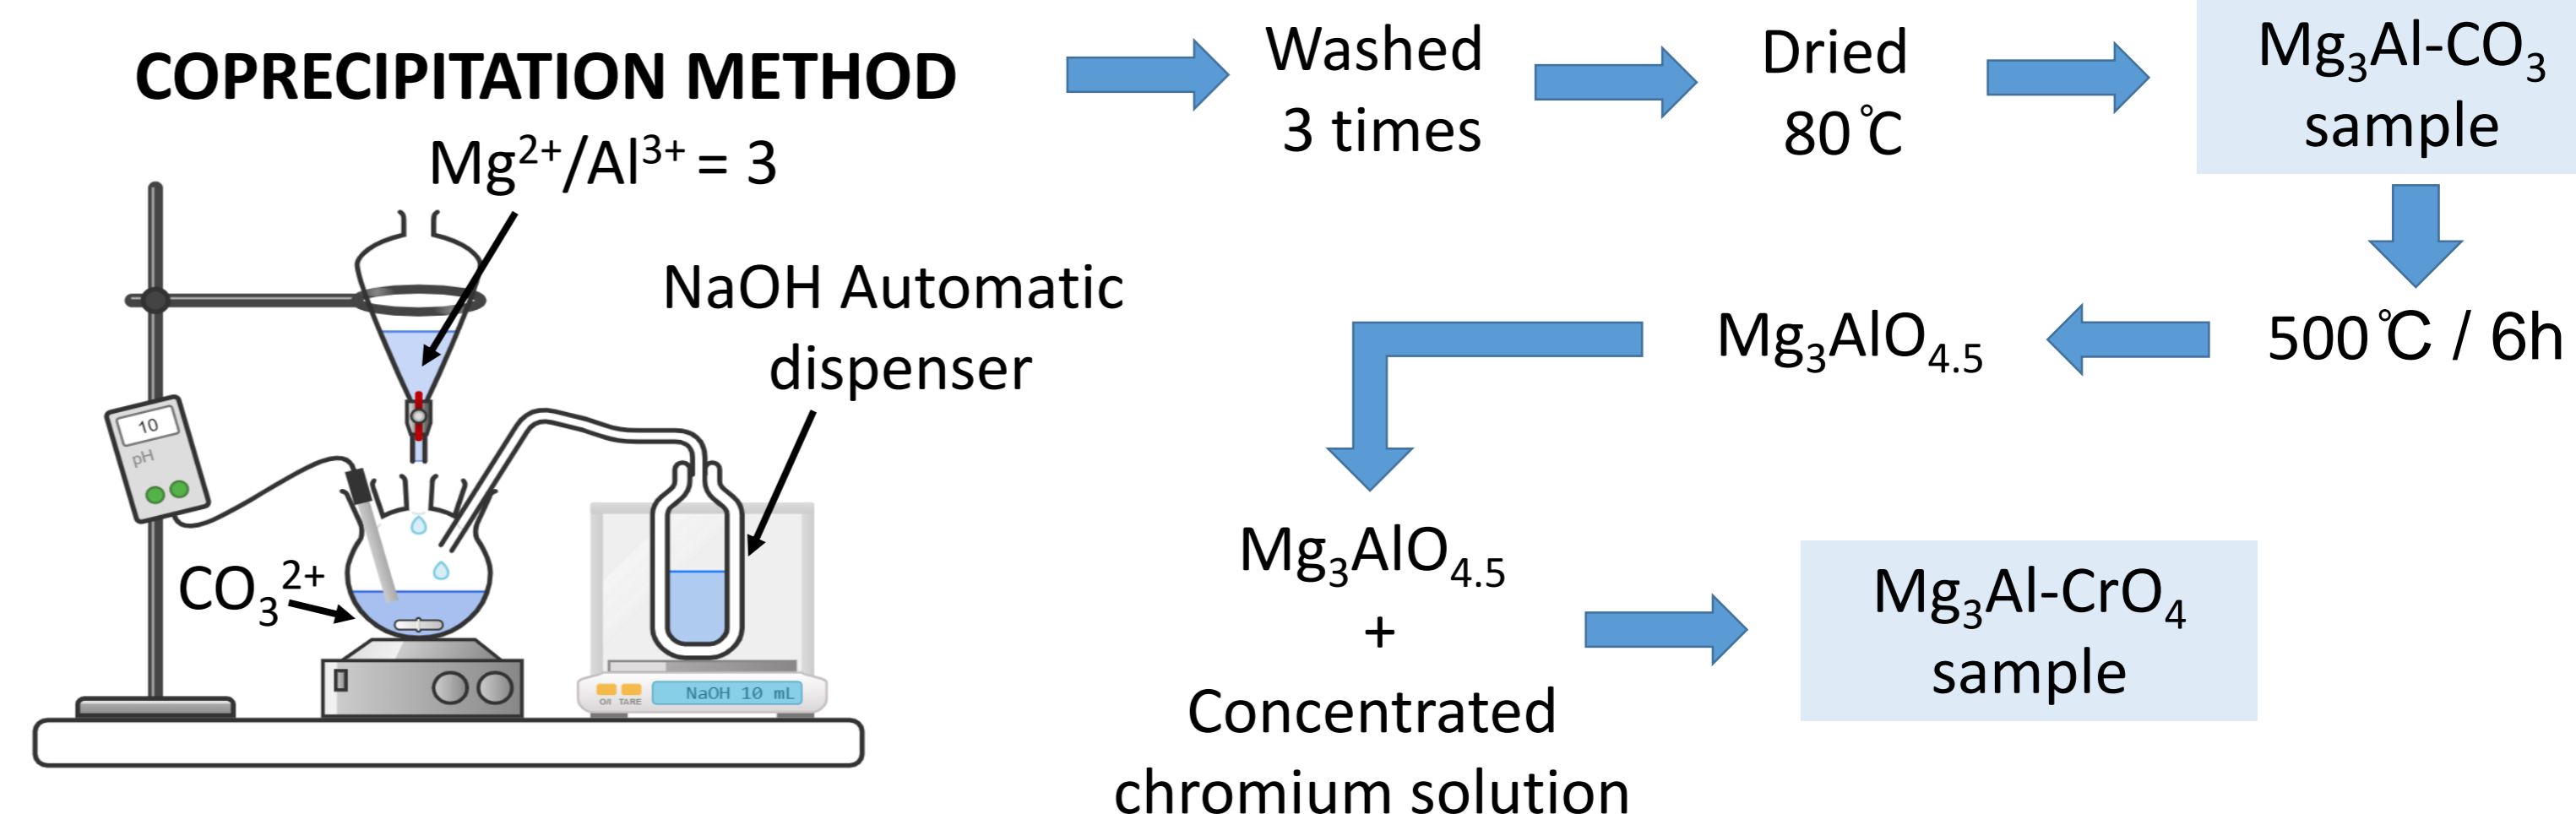 COPRECIPITATION METHOD
Mg²⁺/Al³⁺ = 3
NaOH Automatic
dispenser
10
pH
CO₃²⁺
O/I TARE
NaOH 10 mL
Washed
3 times
Dried
80 °C
Mg₃Al-CO₃
sample
500 °C / 6h
Mg₃AlO₄.₅
Mg₃AlO₄.₅
+
Concentrated
chromium solution
Mg₃Al-CrO₄
sample